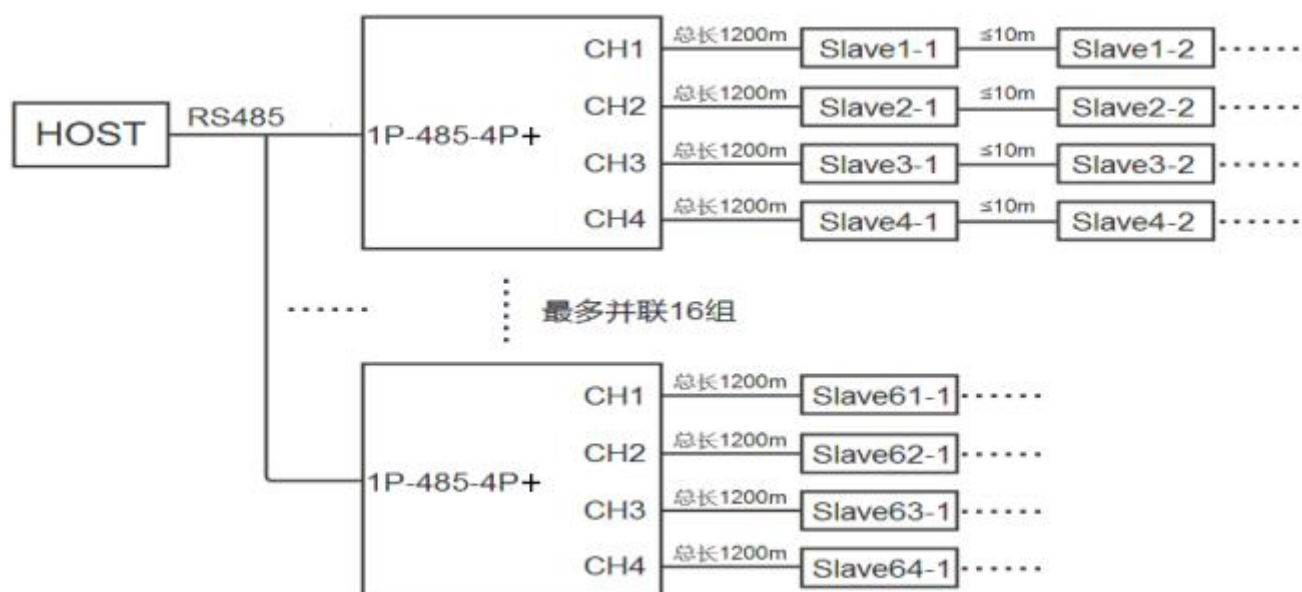 CH1 总长1200m Slave1-1 ≤10m Slave1-2
CH2 总长1200m Slave2-1 ≤10m Slave2-2
HOST RS485 1P-485-4P+
CH3 总长1200m Slave3-1 ≤10m Slave3-2
CH4 总长1200m Slave4-1 ≤10m Slave4-2
最多并联16组
CH1 总长1200m Slave61-1
CH2 总长1200m Slave62-1
1P-485-4P+
CH3 总长1200m Slave63-1
CH4 总长1200m Slave64-1